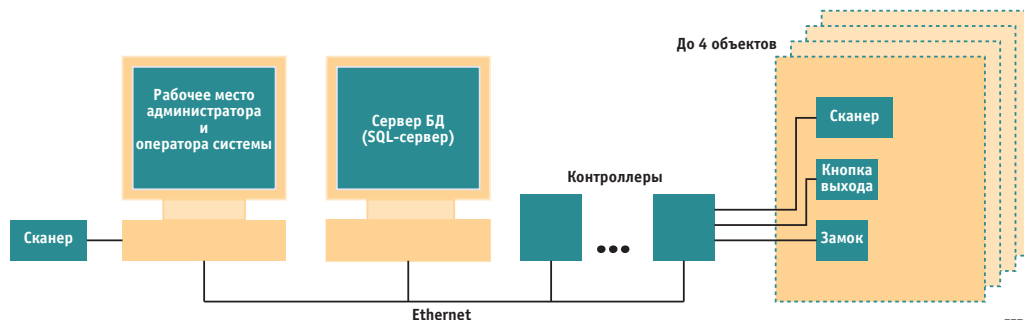 До 4 объектов
Рабочее место
администратора
и
оператора системы
Сервер БД
(SQL-сервер)
Сканер
Контроллеры
Кнопка
выхода
Сканер
Замок
Ethernet